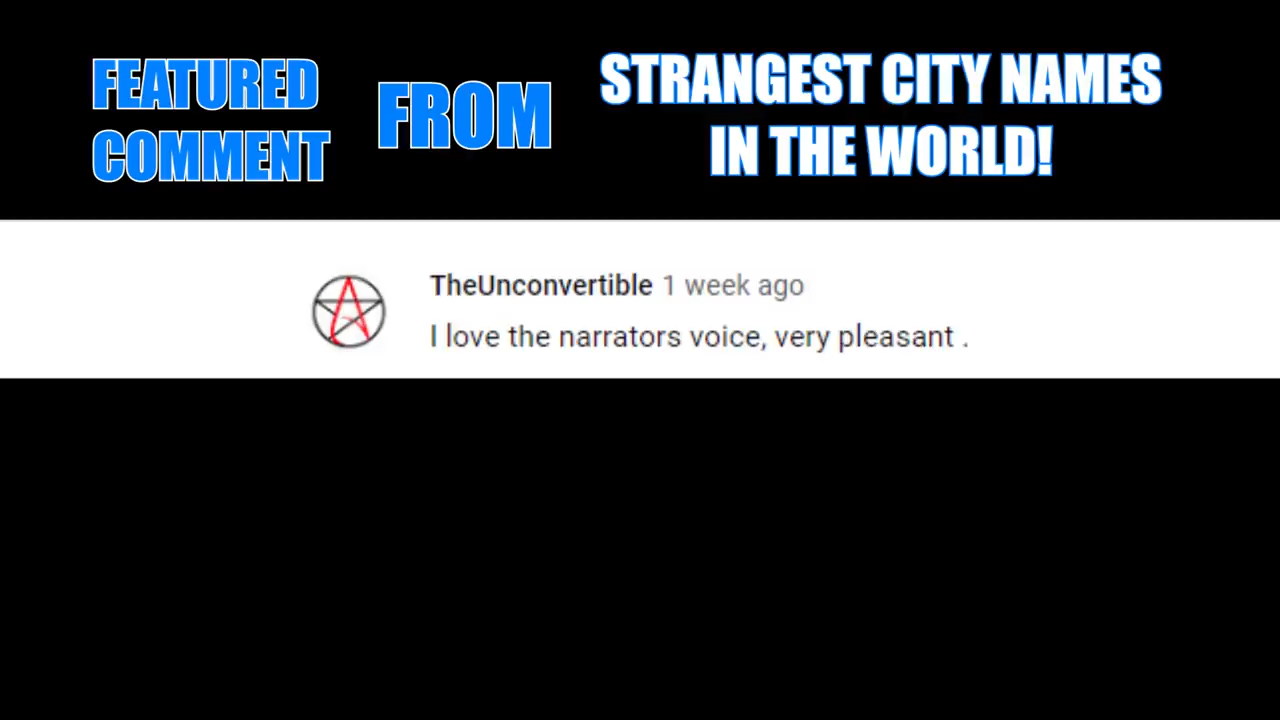 FEATURED
COMMENT
FROM
STRANGEST CITY NAMES
IN THE WORLD!
TheUnconvertible 1 week ago
I love the narrators voice, very pleasant .